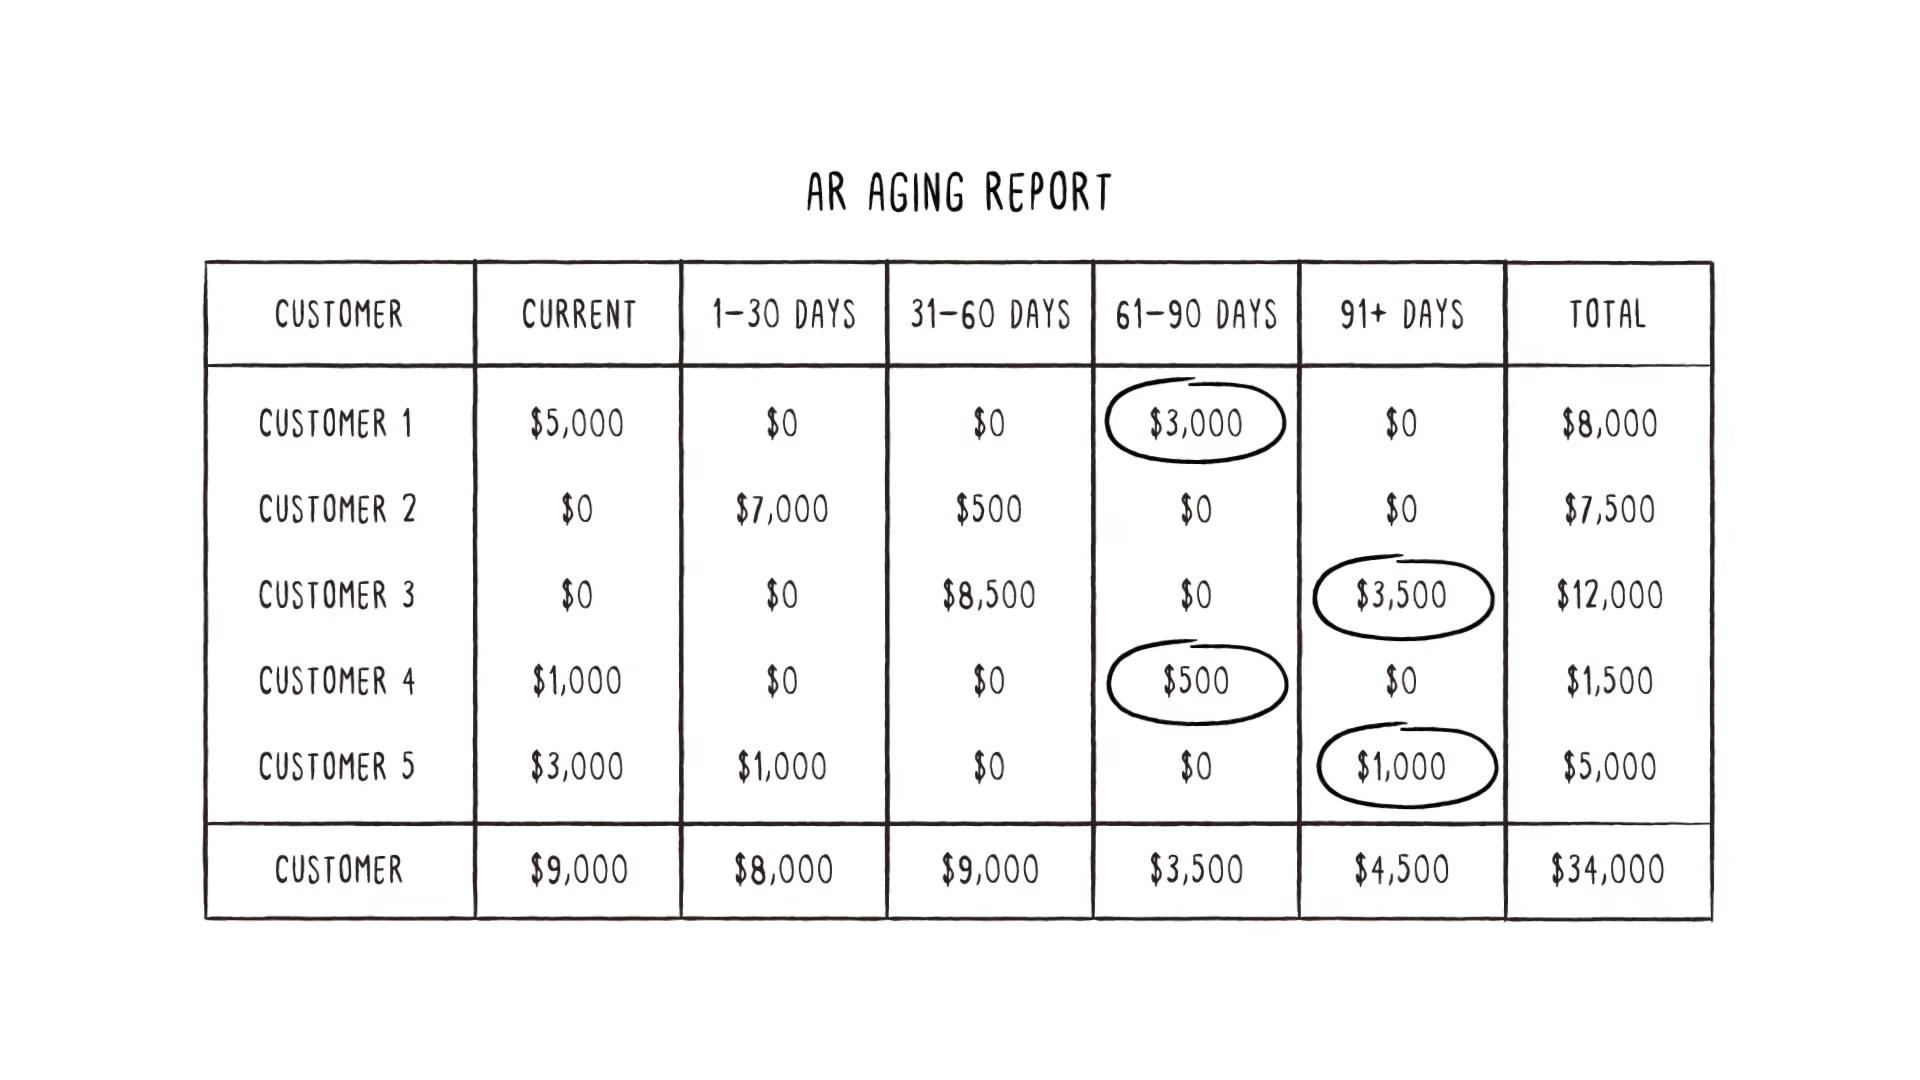 AR AGING REPORT
CUSTOMER CURRENT 1–30 DAYS 31–60 DAYS 61–90 DAYS 91+ DAYS TOTAL
CUSTOMER 1 $5,000 $0 $0 $3,000 $0 $8,000
CUSTOMER 2 $0 $7,000 $500 $0 $0 $7,500
CUSTOMER 3 $0 $0 $8,500 $0 $3,500 $12,000
CUSTOMER 4 $1,000 $0 $0 $500 $0 $1,500
CUSTOMER 5 $3,000 $1,000 $0 $0 $1,000 $5,000
CUSTOMER $9,000 $8,000 $9,000 $3,500 $4,500 $34,000